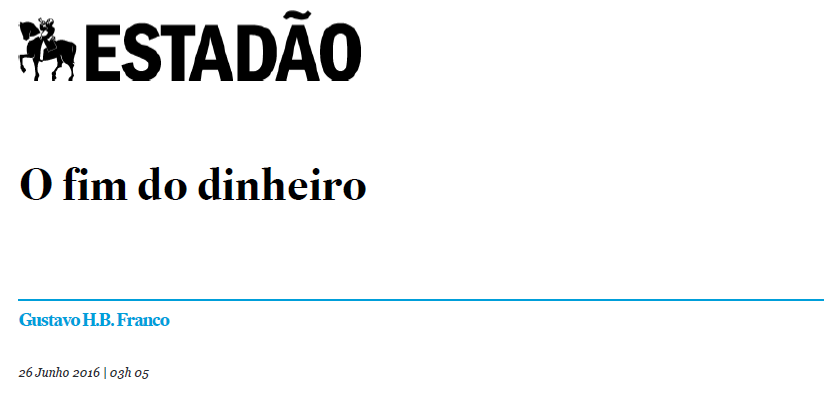 ESTADÃO
O fim do dinheiro
Gustavo H.B. Franco
26 Junho 2016 | 03h 05